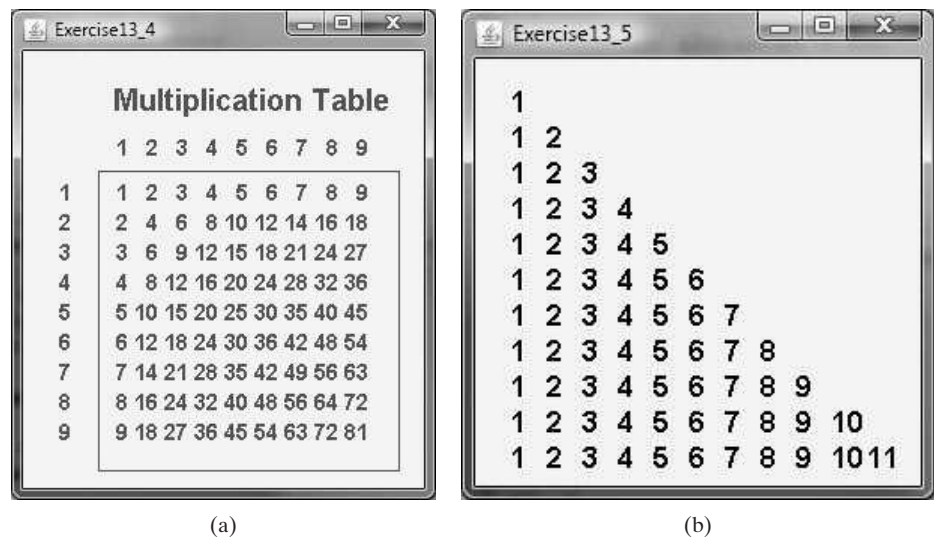 Exercise13_4
Multiplication Table
1 2 3 4 5 6 7 8 9
1 1 2 3 4 5 6 7 8 9
2 2 4 6 8 10 12 14 16 18
3 3 6 9 12 15 18 21 24 27
4 4 8 12 16 20 24 28 32 36
5 5 10 15 20 25 30 35 40 45
6 6 12 18 24 30 36 42 48 54
7 7 14 21 28 35 42 49 56 63
8 8 16 24 32 40 48 56 64 72
9 9 18 27 36 45 54 63 72 81
(a)
Exercise13_5
1
1 2
1 2 3
1 2 3 4
1 2 3 4 5
1 2 3 4 5 6
1 2 3 4 5 6 7
1 2 3 4 5 6 7 8
1 2 3 4 5 6 7 8 9
1 2 3 4 5 6 7 8 9 10
1 2 3 4 5 6 7 8 9 1011
(b)